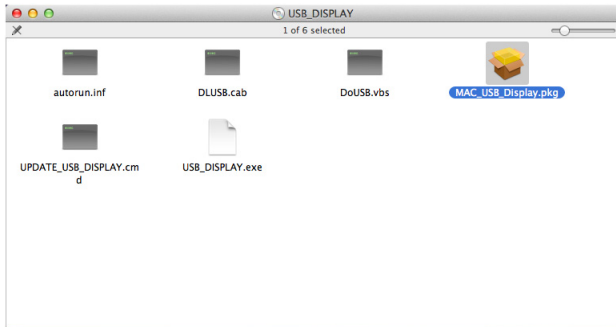 USB_DISPLAY
1 of 6 selected
autorun.inf
DLUSB.cab
DoUSB.vbs
MAC_USB_Display.pkg
UPDATE_USB_DISPLAY.cm
d
USB_DISPLAY.exe